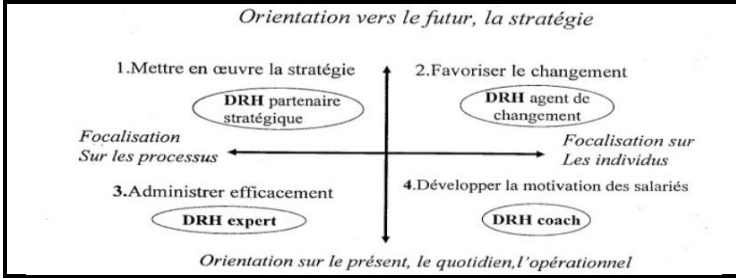 Orientation vers le futur, la stratégie
1.Mettre en œuvre la stratégie
2.Favoriser le changement
DRH partenaire
stratégique
DRH agent de
changement
Focalisation
Sur les processus
Focalisation sur
Les individus
3.Administrer efficacement
4.Développer la motivation des salariés
DRH expert
DRH coach
Orientation sur le présent, le quotidien,l'opérationnel